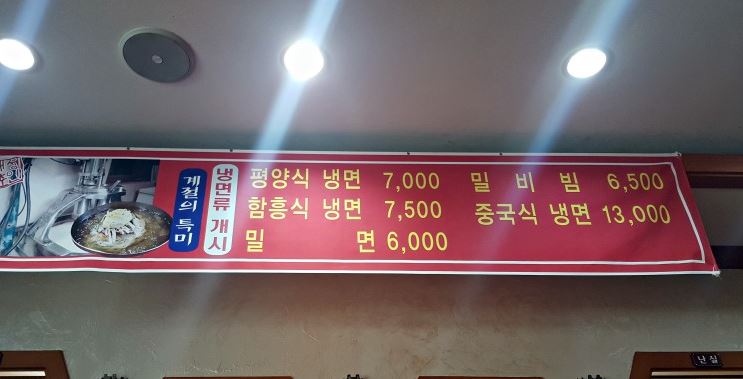 계절의 특미
냉면류 개시
평양식 냉면 7,000
함흥식 냉면 7,500
밀 면 6,000
밀 비 빔 6,500
중국식 냉면 13,000
난실